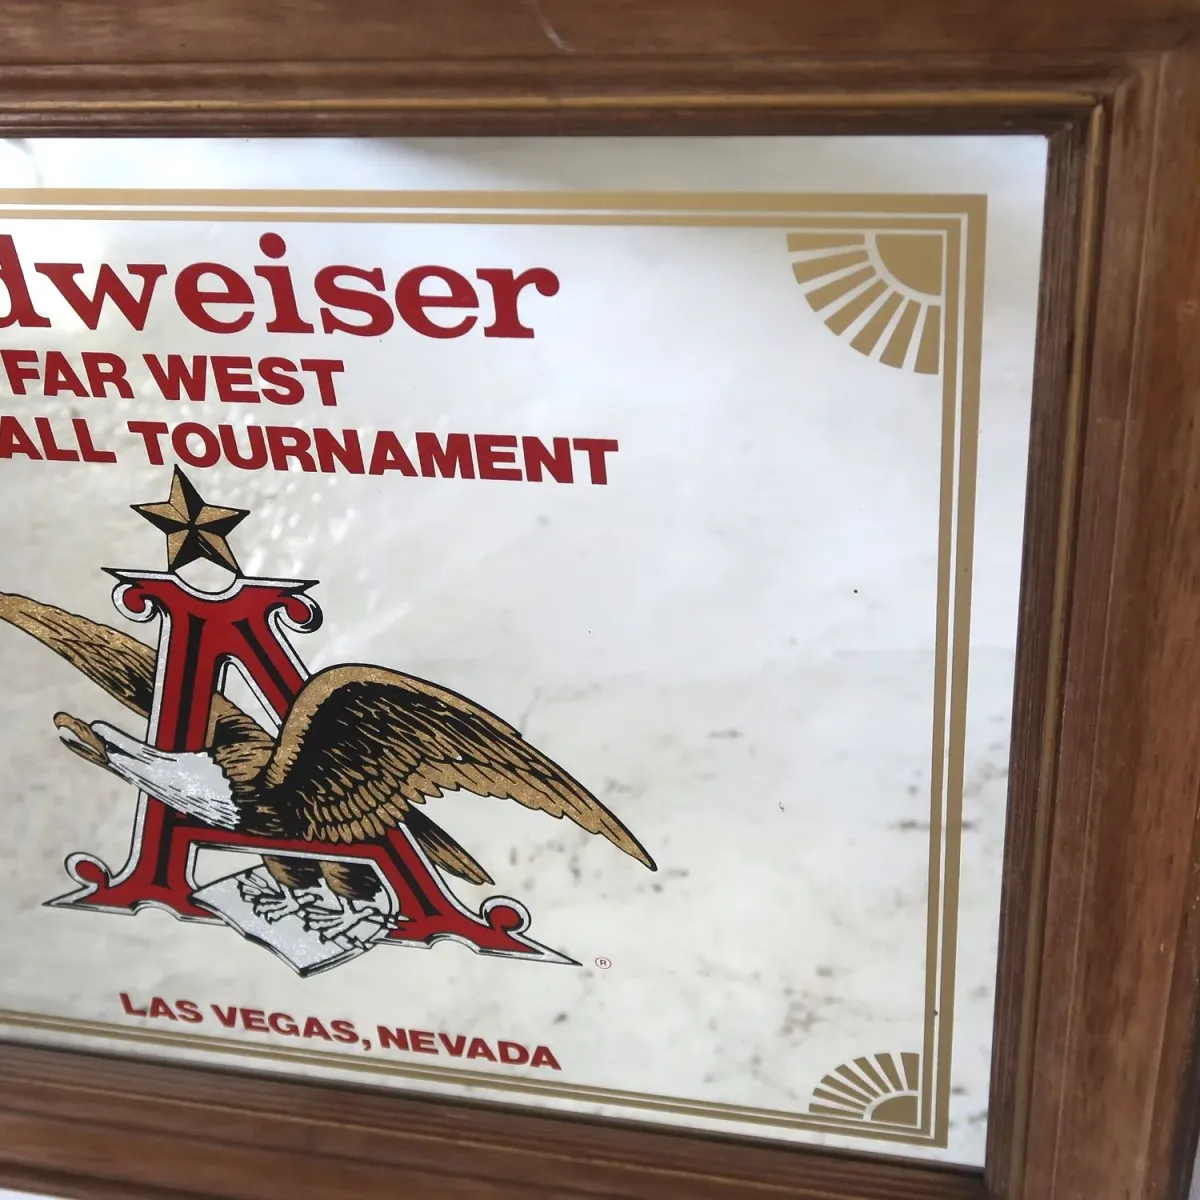 dweiser
FAR WEST
ALL TOURNAMENT
A
®
LAS VEGAS, NEVADA